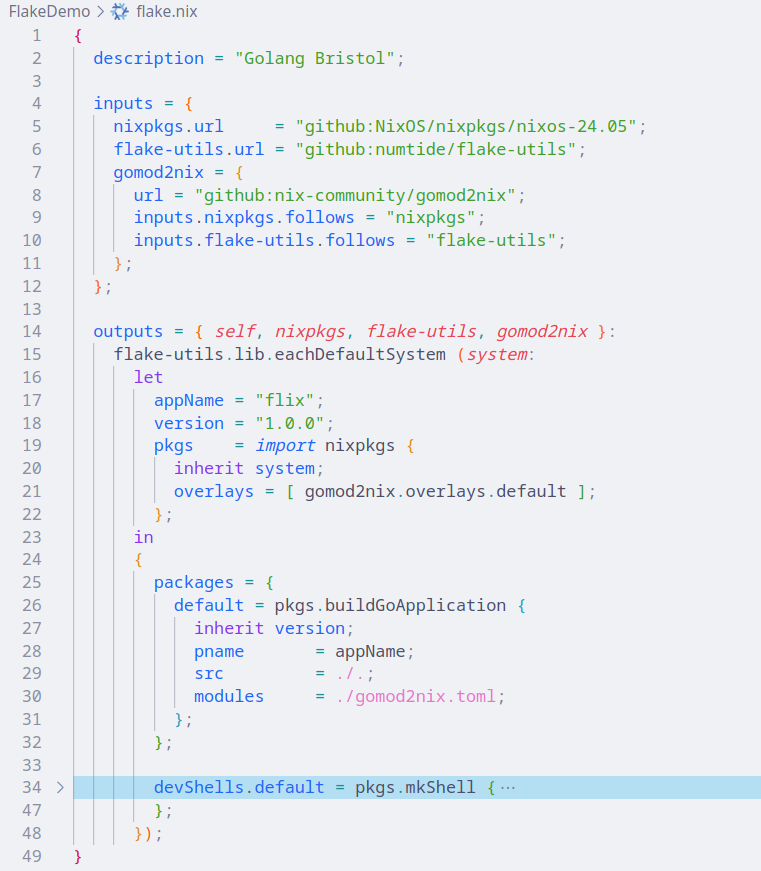 FlakeDemo > flake.nix
1 {
2   description = "Golang Bristol";
3
4   inputs = {
5     nixpkgs.url     = "github:NixOS/nixpkgs/nixos-24.05";
6     flake-utils.url = "github:numtide/flake-utils";
7     gomod2nix = {
8       url = "github:nix-community/gomod2nix";
9       inputs.nixpkgs.follows = "nixpkgs";
10       inputs.flake-utils.follows = "flake-utils";
11     };
12   };
13
14   outputs = { self, nixpkgs, flake-utils, gomod2nix }:
15     flake-utils.lib.eachDefaultSystem (system:
16       let
17         appName = "flix";
18         version = "1.0.0";
19         pkgs    = import nixpkgs {
20           inherit system;
21           overlays = [ gomod2nix.overlays.default ];
22         };
23       in
24       {
25         packages = {
26           default = pkgs.buildGoApplication {
27             inherit version;
28             pname       = appName;
29             src         = ./.;
30             modules     = ./gomod2nix.toml;
31           };
32         };
33
34 >         devShells.default = pkgs.mkShell {···
47         };
48       });
49 }